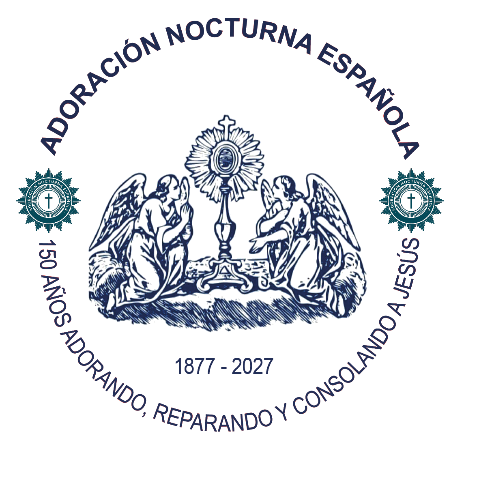 ADORACIÓN NOCTURNA ESPAÑOLA
1877 - 2027
150 AÑOS ADORANDO, REPARANDO Y CONSOLANDO A JESÚS